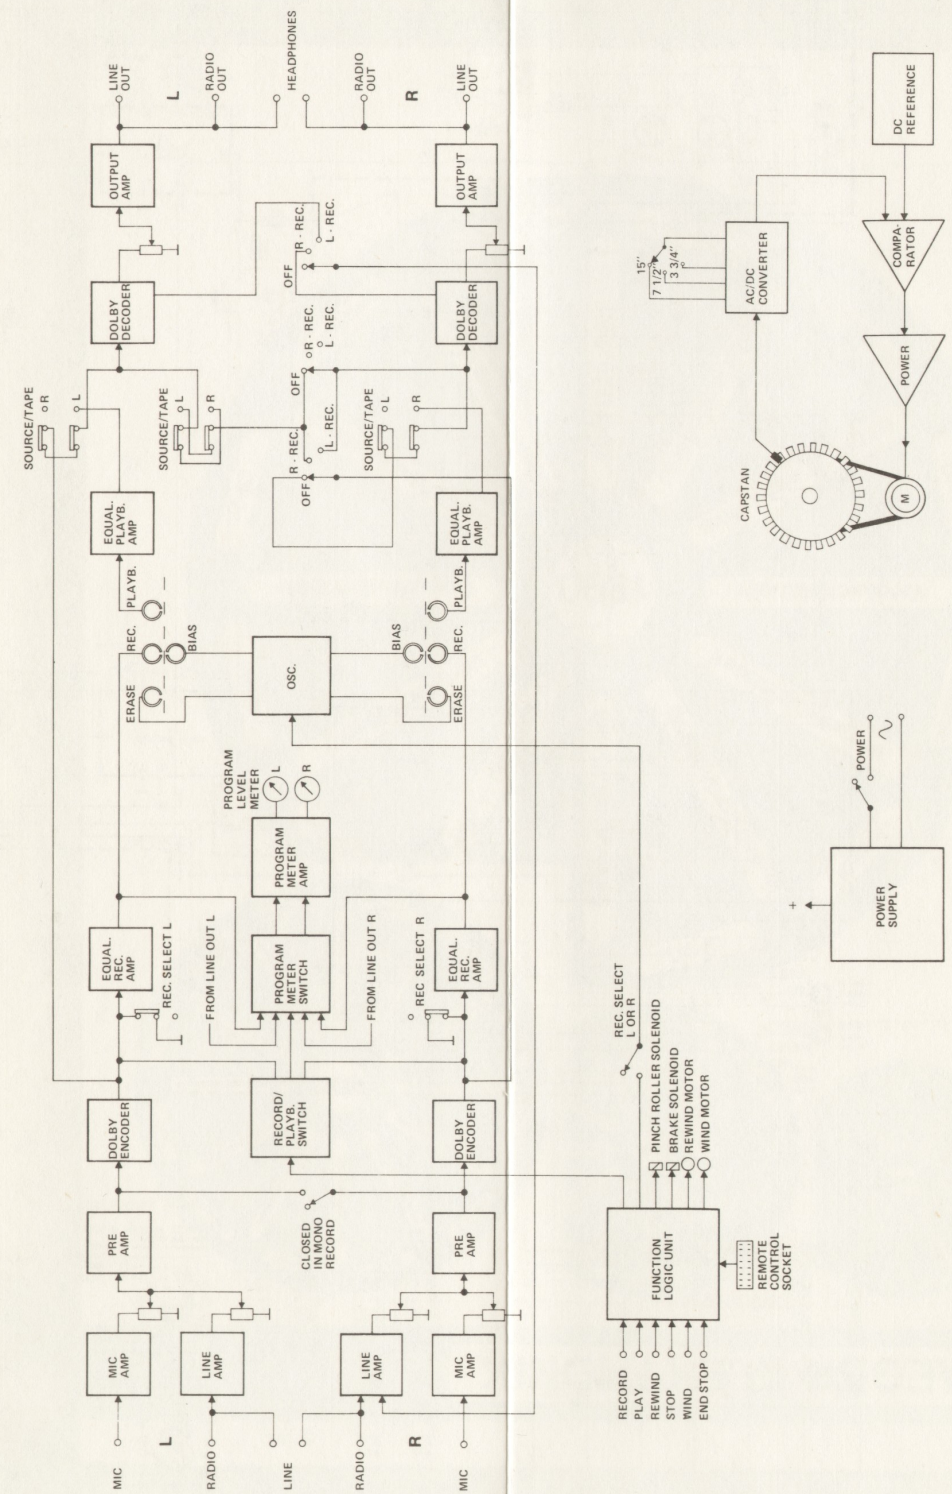 MIC
L
RADIO
LINE
RADIO
R
MIC
MIC
AMP
LINE
AMP
LINE
AMP
MIC
AMP
PRE
AMP
CLOSED
IN MONO
RECORD
PRE
AMP
DOLBY
ENCODER
RECORD/
PLAYB.
SWITCH
DOLBY
ENCODER
EQUAL.
REC.
AMP
REC. SELECT L
FROM LINE OUT L
PROGRAM
METER
SWITCH
FROM LINE OUT R
REC SELECT R
EQUAL.
REC.
AMP
PROGRAM
METER
AMP
PROGRAM
LEVEL
METER
L
R
ERASE
REC.
PLAYB.
BIAS
OSC.
BIAS
ERASE
REC.
PLAYB.
EQUAL.
PLAYB.
AMP
EQUAL.
PLAYB.
AMP
SOURCE/TAPE
R
L
SOURCE/TAPE
L
R
OFF
R - REC.
L - REC.
OFF
R - REC.
L - REC.
SOURCE/TAPE
L
R
DOLBY
DECODER
OFF
R - REC.
L - REC.
DOLBY
DECODER
OUTPUT
AMP
OUTPUT
AMP
LINE
OUT
L
RADIO
OUT
HEADPHONES
RADIO
OUT
R
LINE
OUT
RECORD
PLAY
REWIND
STOP
WIND
END STOP
FUNCTION
LOGIC UNIT
REMOTE
CONTROL
SOCKET
REC. SELECT
L OR R
PINCH ROLLER SOLENOID
BRAKE SOLENOID
REWIND MOTOR
WIND MOTOR
+
POWER
SUPPLY
POWER
CAPSTAN
M
15"
7 1/2"
3 3/4"
AC/DC
CONVERTER
POWER
COMPA-
RATOR
DC
REFERENCE